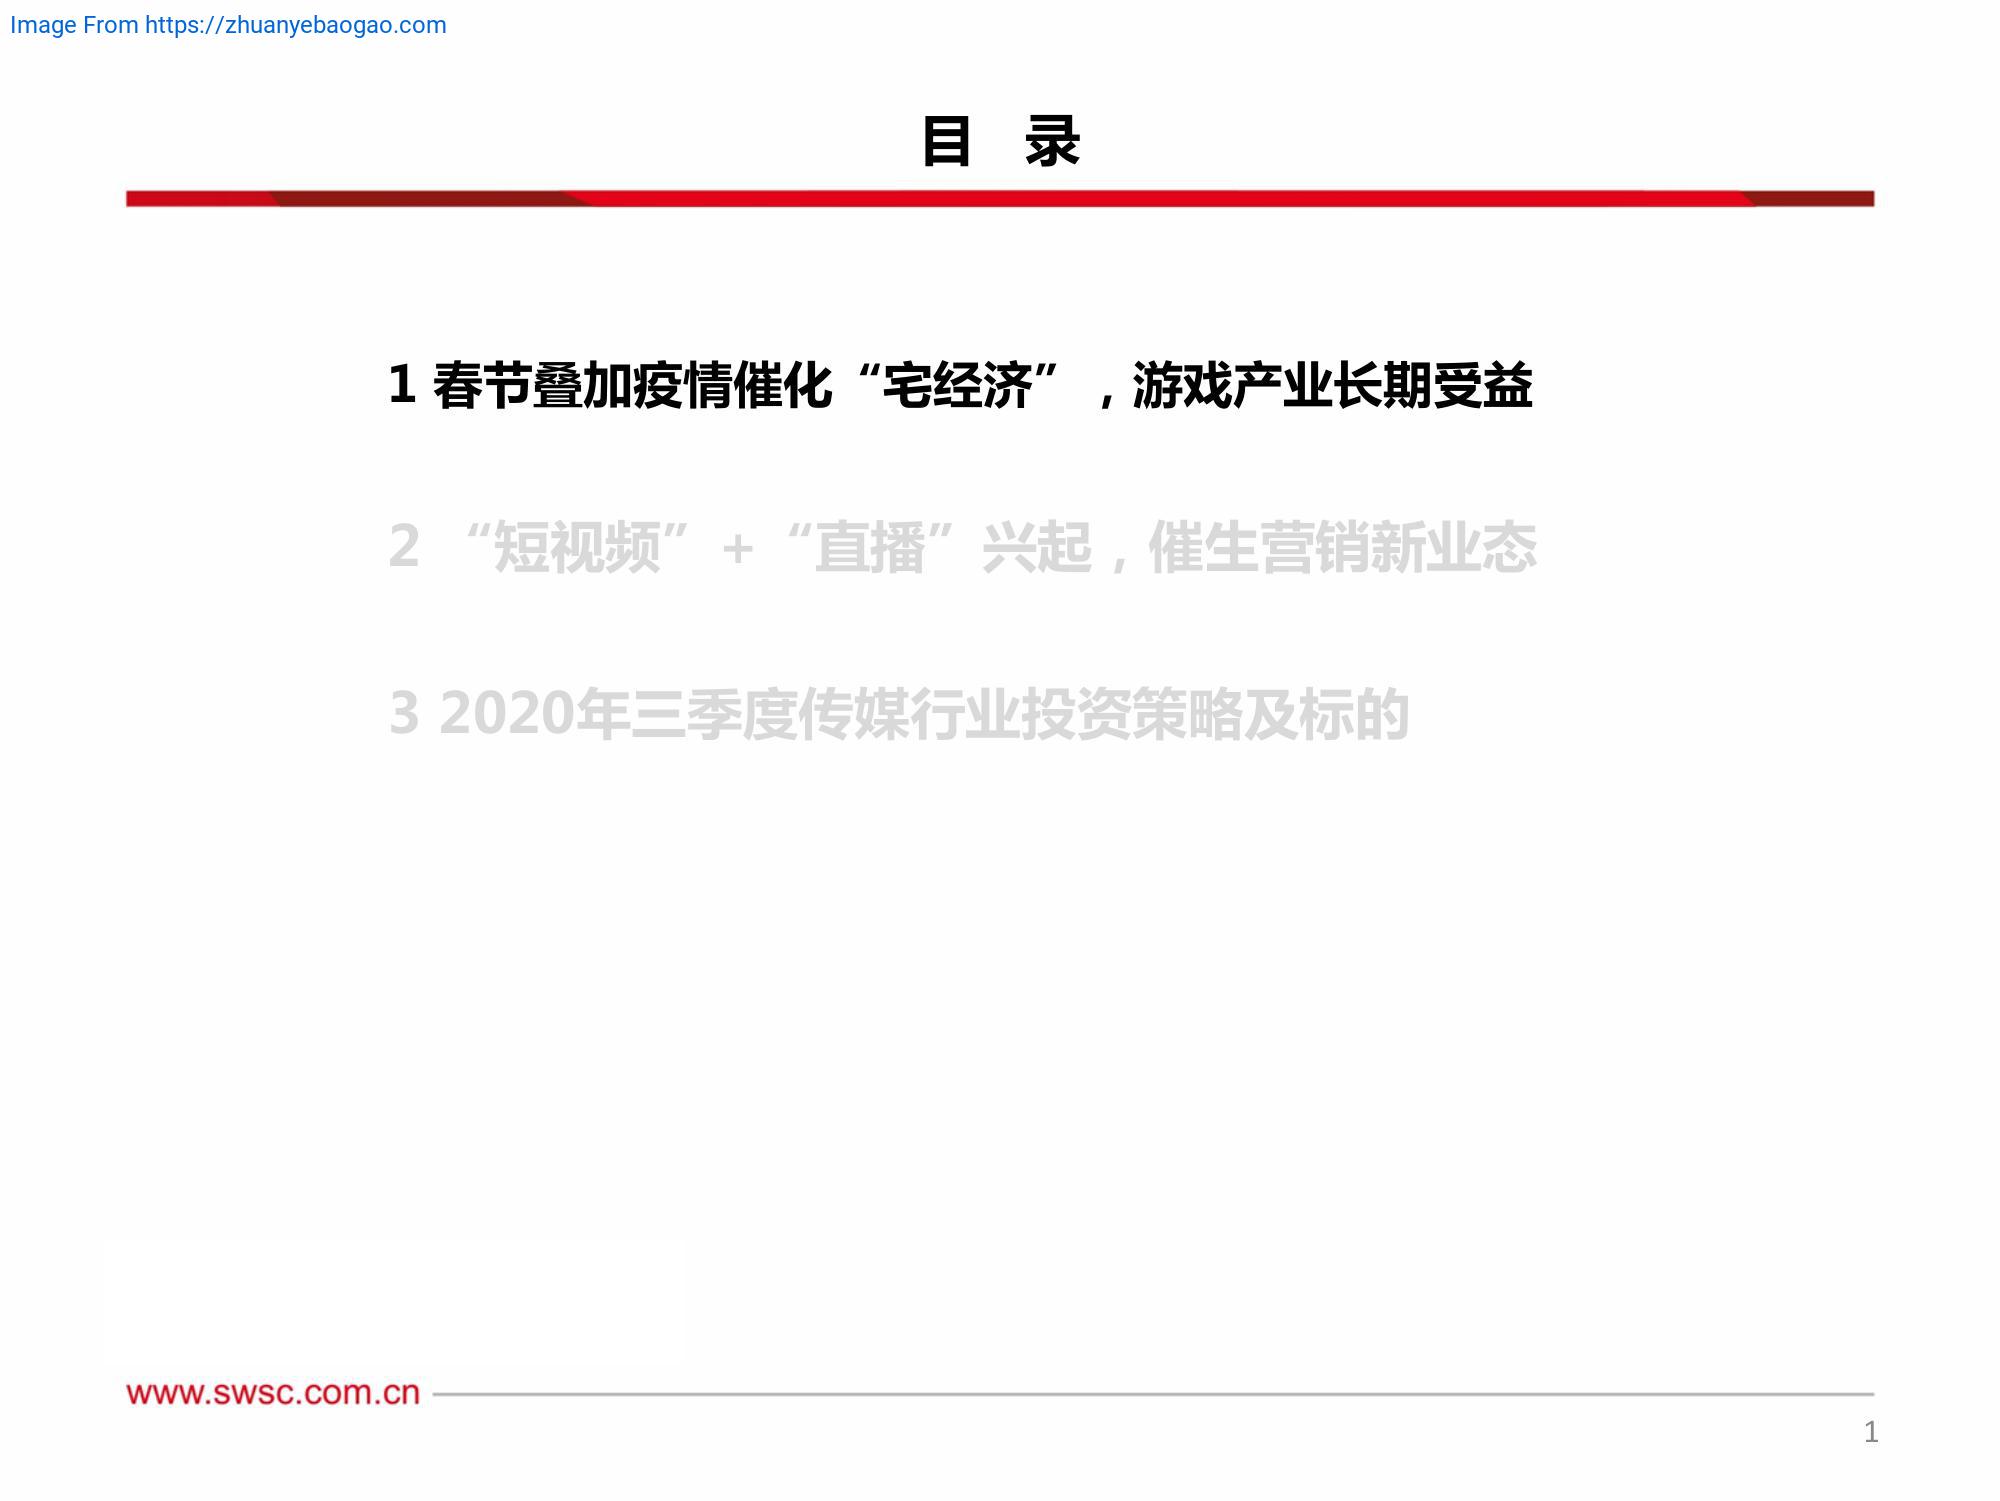 Image From https://zhuanyebaogao.com
目 录
1 春节叠加疫情催化“宅经济”,游戏产业长期受益
2 “短视频”+“直播”兴起,催生营销新业态
3 2020年三季度传媒行业投资策略及标的
www.swsc.com.cn
1